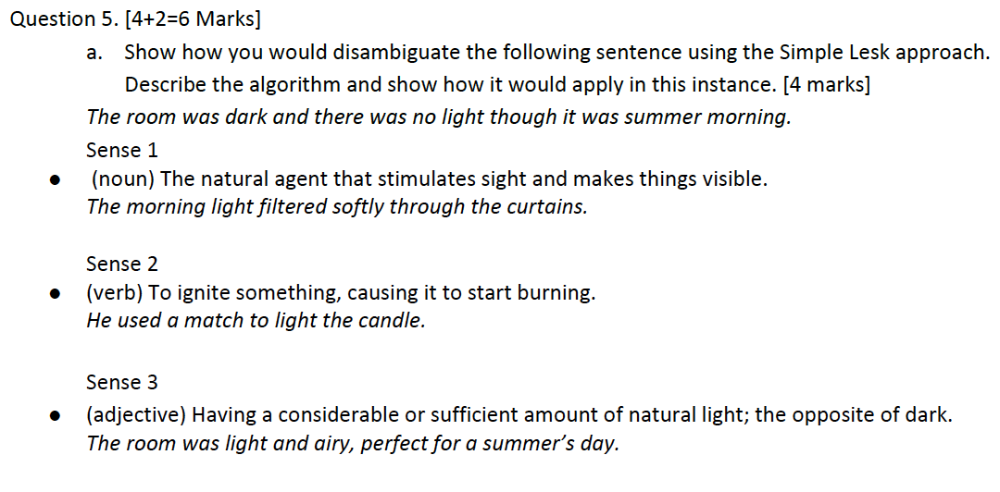 Question 5. [4+2=6 Marks]
a. Show how you would disambiguate the following sentence using the Simple Lesk approach.
Describe the algorithm and show how it would apply in this instance. [4 marks]
The room was dark and there was no light though it was summer morning.
Sense 1
● (noun) The natural agent that stimulates sight and makes things visible.
The morning light filtered softly through the curtains.
Sense 2
● (verb) To ignite something, causing it to start burning.
He used a match to light the candle.
Sense 3
● (adjective) Having a considerable or sufficient amount of natural light; the opposite of dark.
The room was light and airy, perfect for a summer’s day.